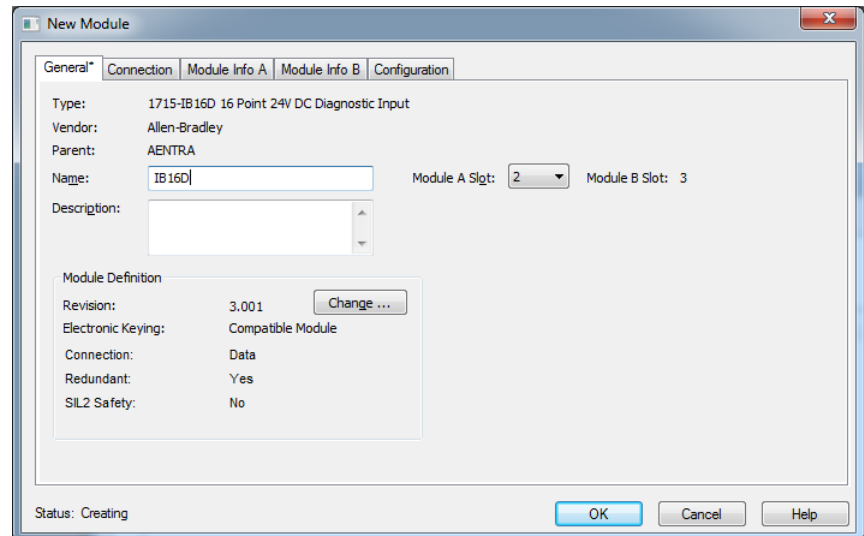 New Module
General* Connection Module Info A Module Info B Configuration
Type: 1715-IB16D 16 Point 24V DC Diagnostic Input
Vendor: Allen-Bradley
Parent: AENTRA
Name: IB16D Module A Slot: 2 Module B Slot: 3
Description:
Module Definition
Revision: 3.001 Change ...
Electronic Keying: Compatible Module
Connection: Data
Redundant: Yes
SIL2 Safety: No
Status: Creating OK Cancel Help